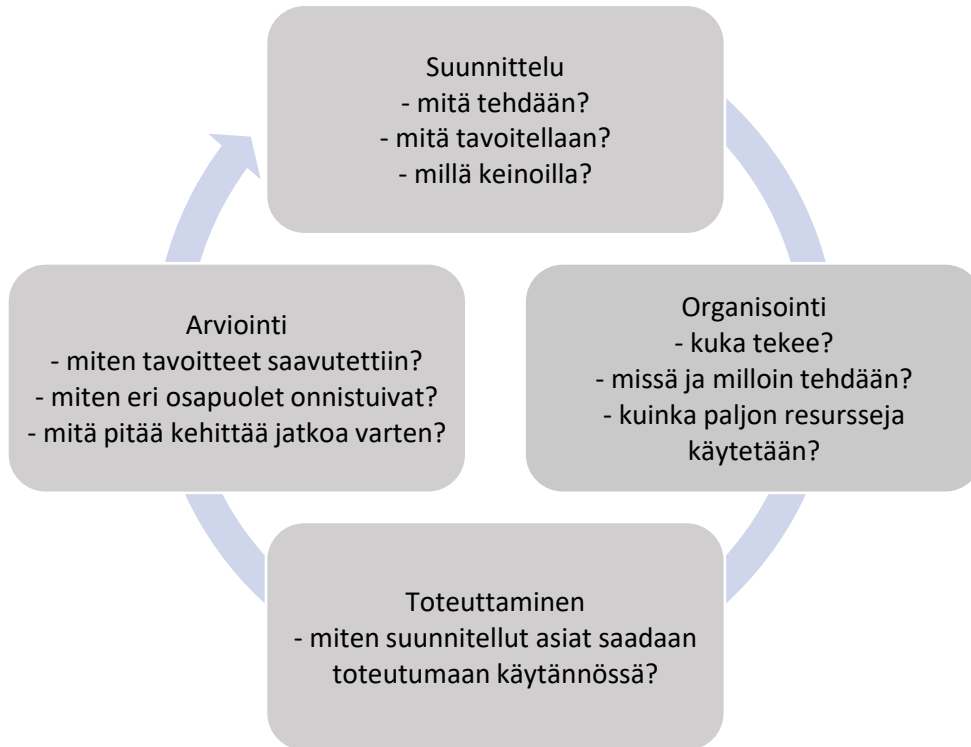 Suunnittelu
- mitä tehdään?
- mitä tavoitellaan?
- millä keinoilla?
Organisointi
- kuka tekee?
- missä ja milloin tehdään?
- kuinka paljon resursseja
käytetään?
Toteuttaminen
- miten suunnitellut asiat saadaan
toteutumaan käytännössä?
Arviointi
- miten tavoitteet saavutettiin?
- miten eri osapuolet onnistuivat?
- mitä pitää kehittää jatkoa varten?